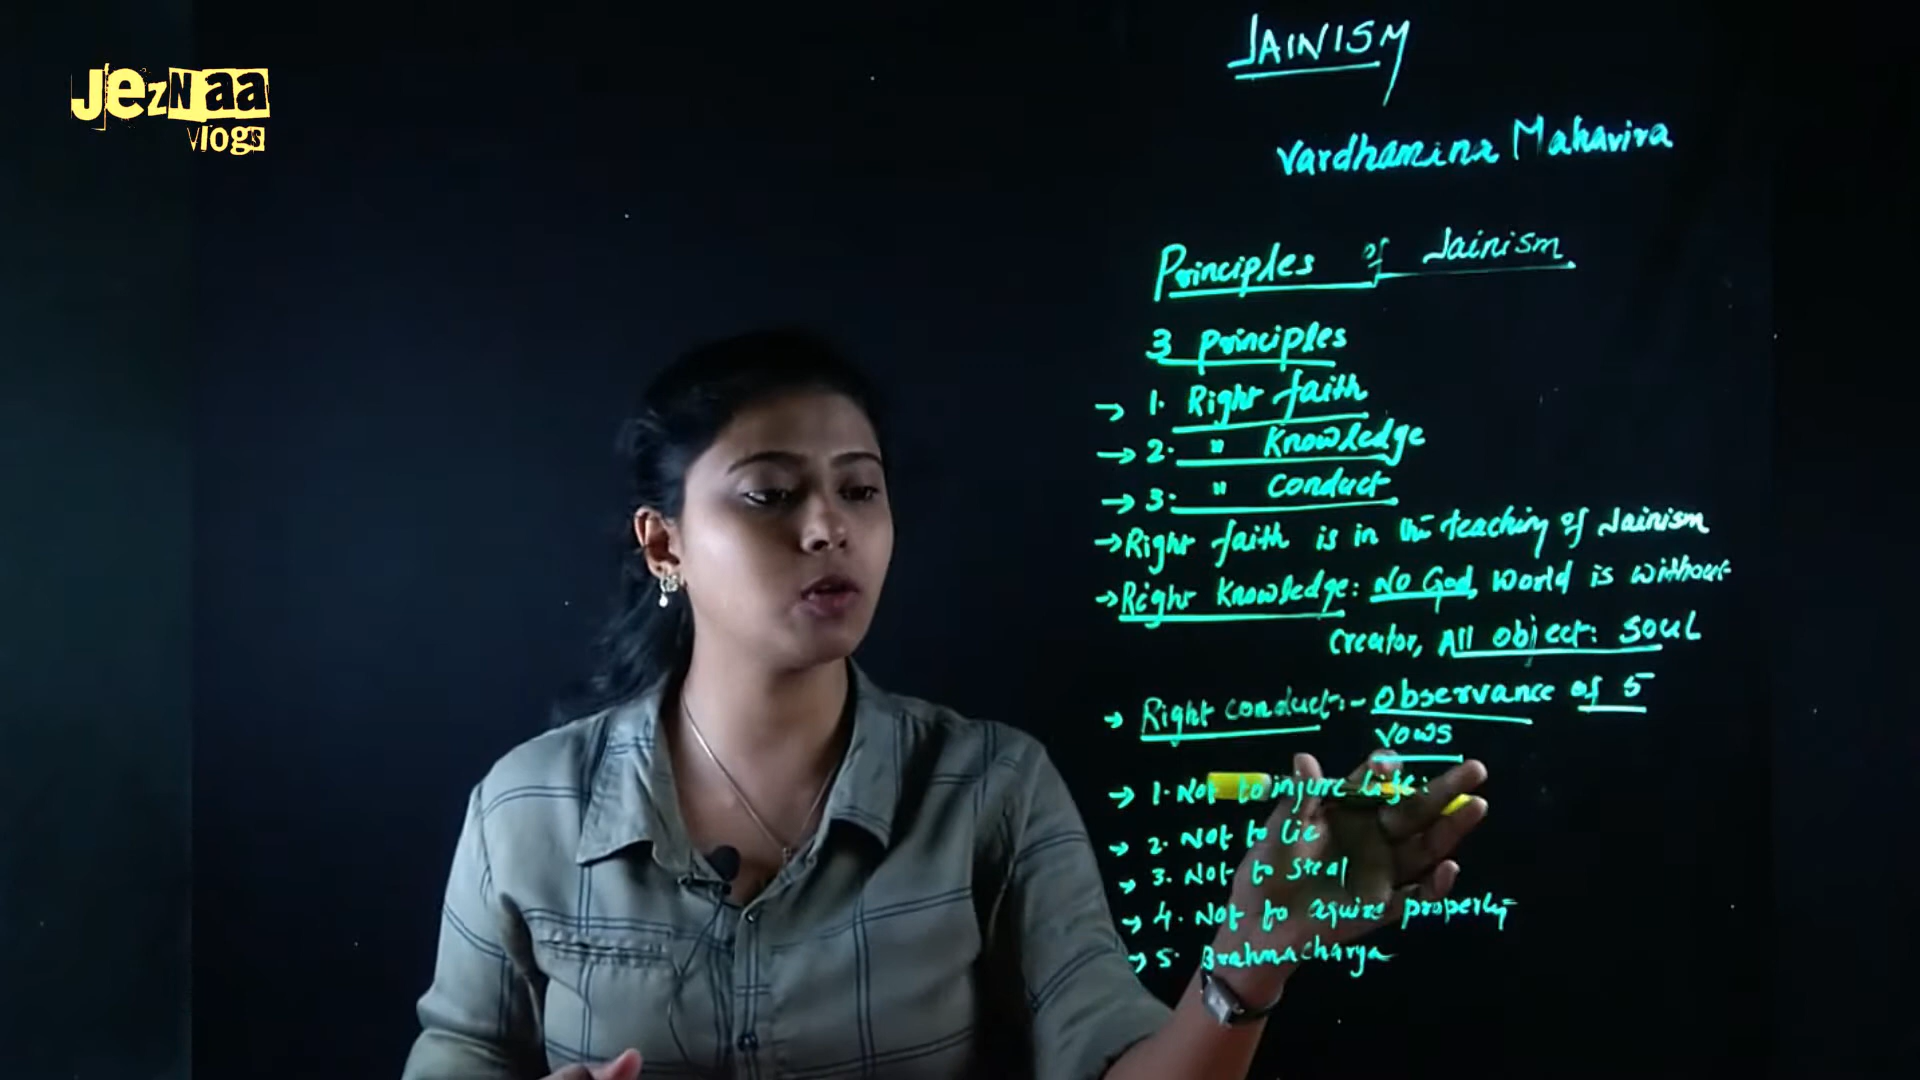 JezNaa
vlogs
JAINISM
Vardhamana Mahavira
Principles of Jainism
3 Principles
→ 1. Right faith
→ 2. " Knowledge
→ 3. " Conduct
→ Right faith is in the teaching of Jainism
→ Right Knowledge: No God, World is without
Creator, All object: SOUL
→ Right conduct:- Observance of 5
Vows
→ 1. Not to injure life:
→ 2. Not to Lie
→ 3. Not to Steal
→ 4. Not to aquire property
→ 5. Brahmacharya